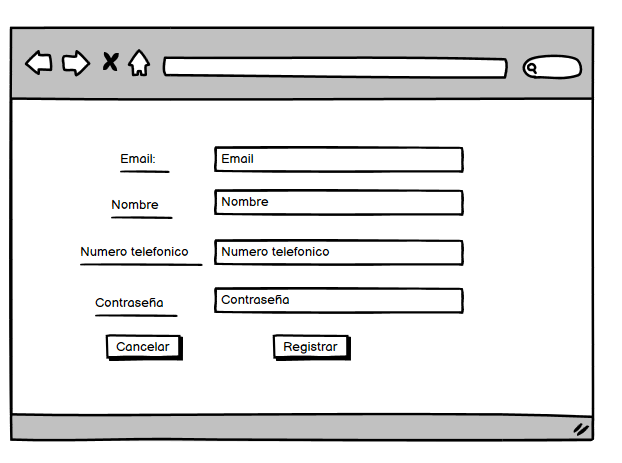 Email:
Email
Nombre
Nombre
Numero telefonico
Numero telefonico
Contraseña
Contraseña
Cancelar
Registrar